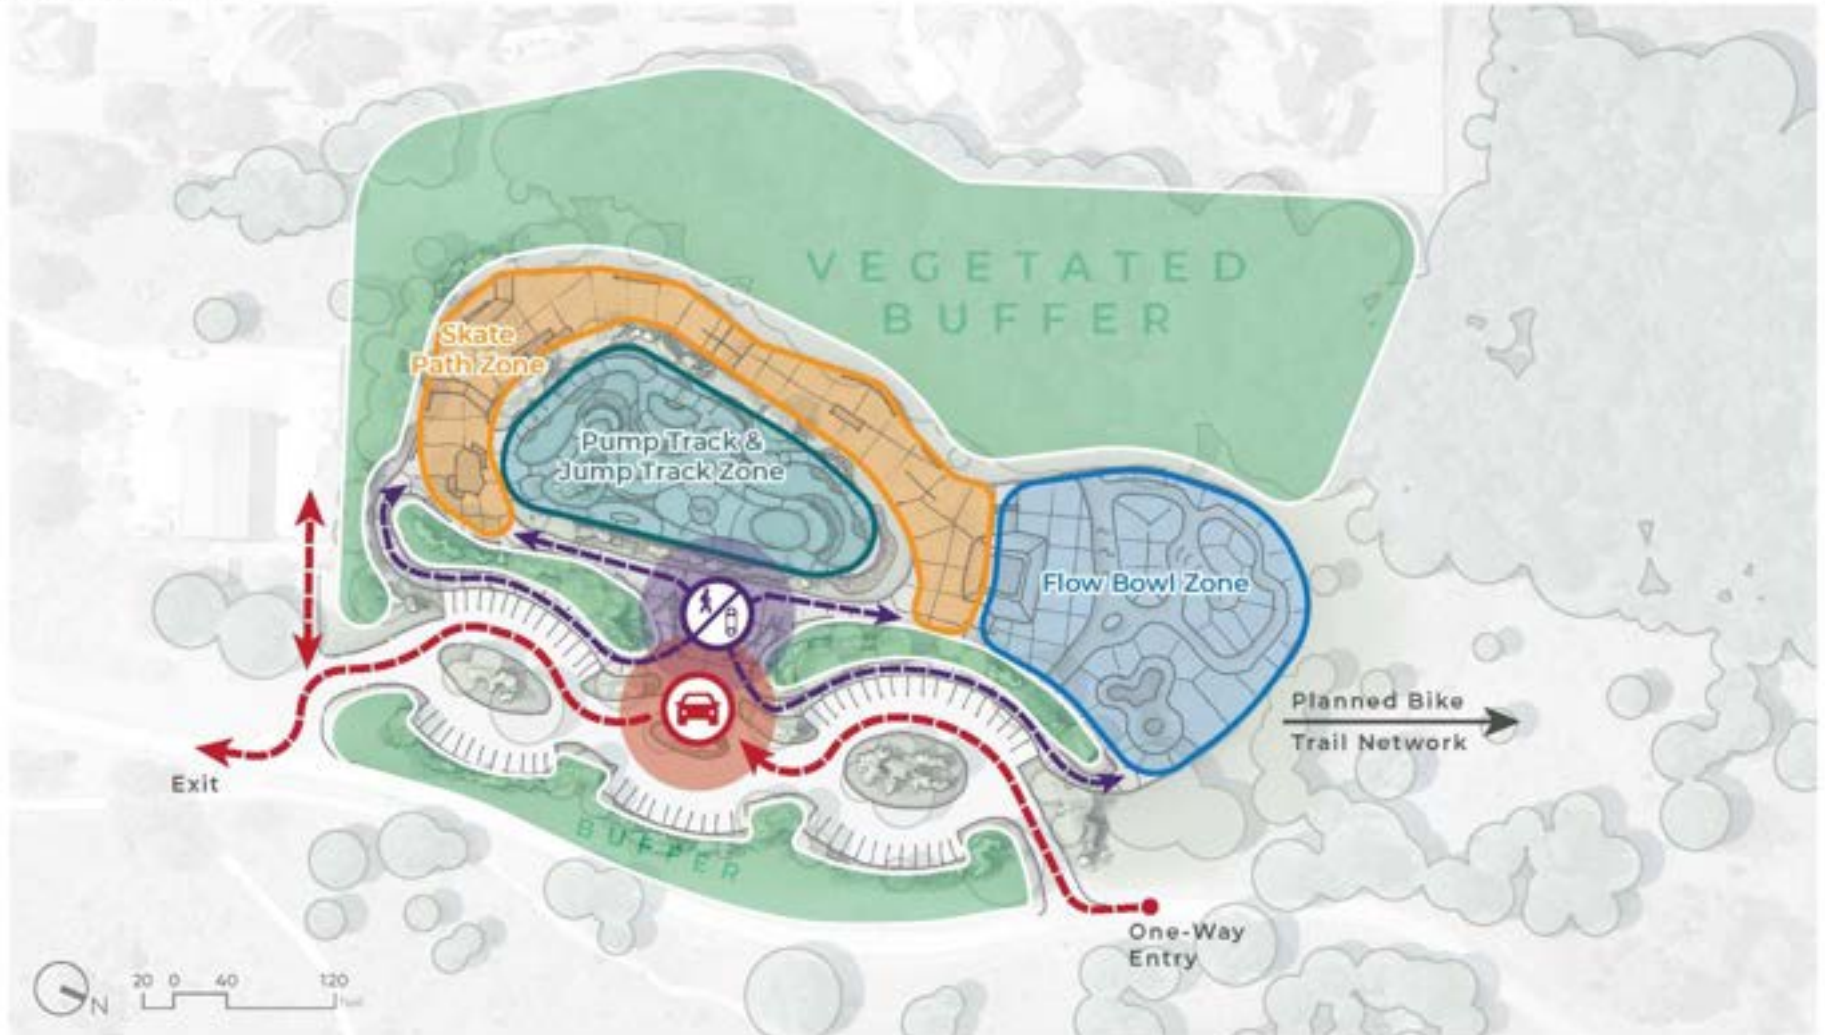 VEGETATED
BUFFER
Skate
Path Zone
Pump Track &
Jump Track Zone
Flow Bowl Zone
Planned Bike
Trail Network
Exit
BUFFER
One-Way
Entry
N
20 0 40 120
feet